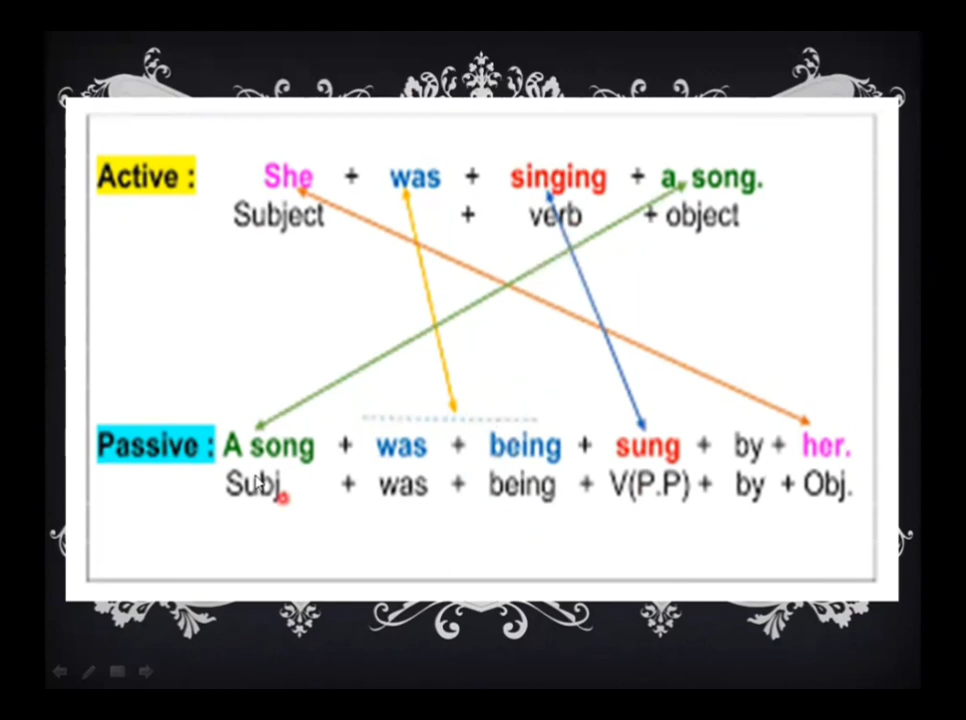 Active : She + was + singing + a song.
Subject + verb + object
Passive : A song + was + being + sung + by + her.
Subj. + was + being + V(P.P) + by + Obj.